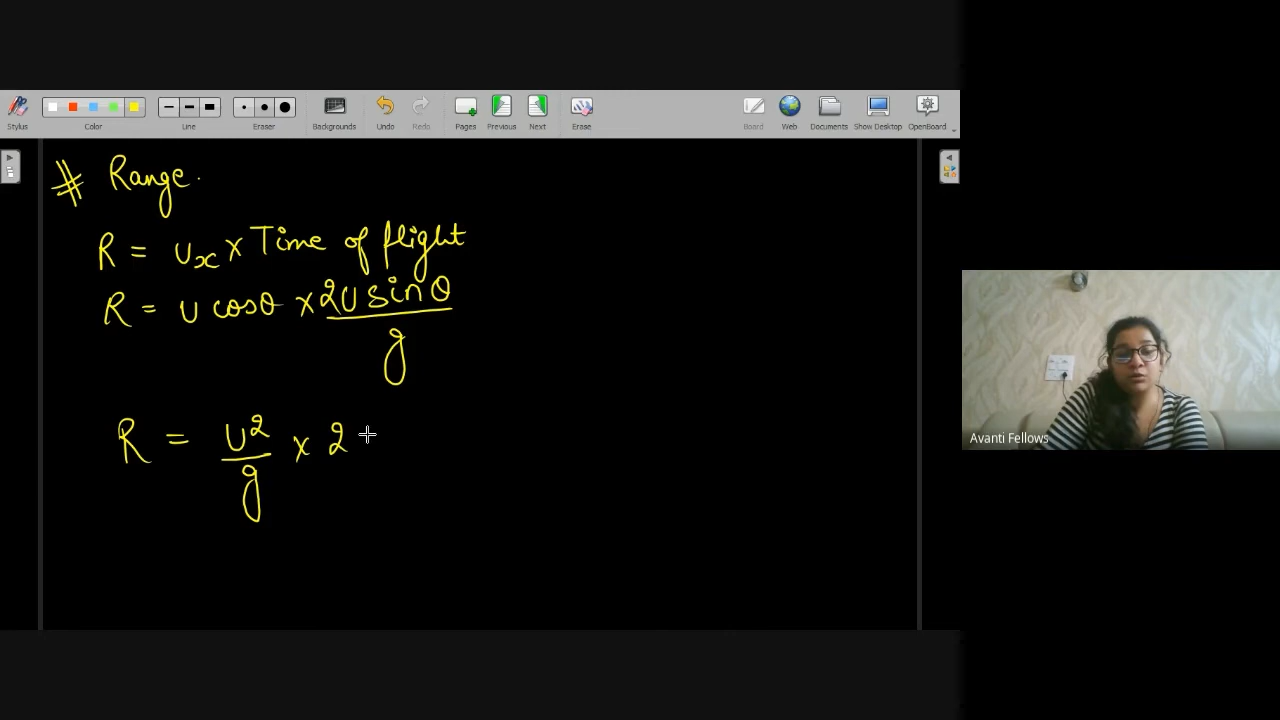 Stylus Color Line Eraser Backgrounds Undo Redo Pages Previous Next Erase Board Web Documents Show Desktop OpenBoard
# Range.
R = ux × Time of flight
R = u cosθ × 2u sinθ
g
R = u² × 2
g
Avanti Fellows